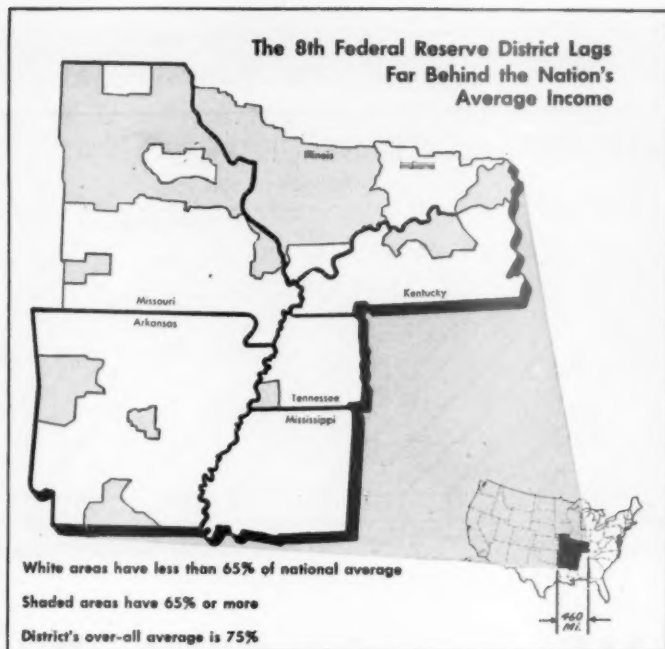 The 8th Federal Reserve District Lags
Far Behind the Nation's
Average Income
Illinois
Indiana
Missouri
Kentucky
Arkansas
Tennessee
Mississippi
White areas have less than 65% of national average
Shaded areas have 65% or more
District's over-all average is 75%
460
Mi.